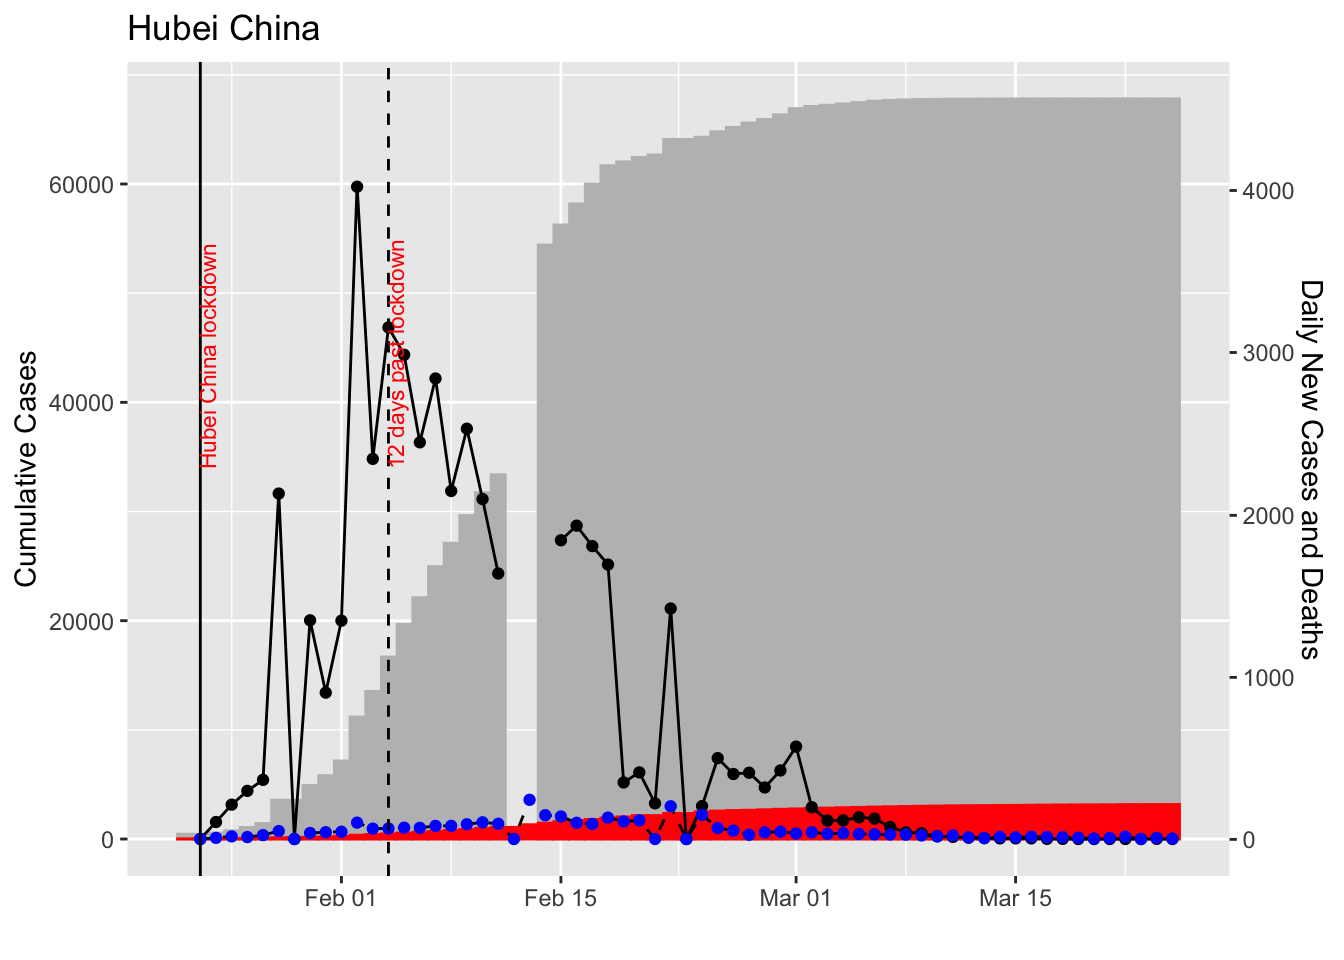 Hubei China
Cumulative Cases
60000
40000
20000
0
Hubei China lockdown
12 days past lockdown
4000
3000
2000
1000
0
Daily New Cases and Deaths
Feb 01
Feb 15
Mar 01
Mar 15